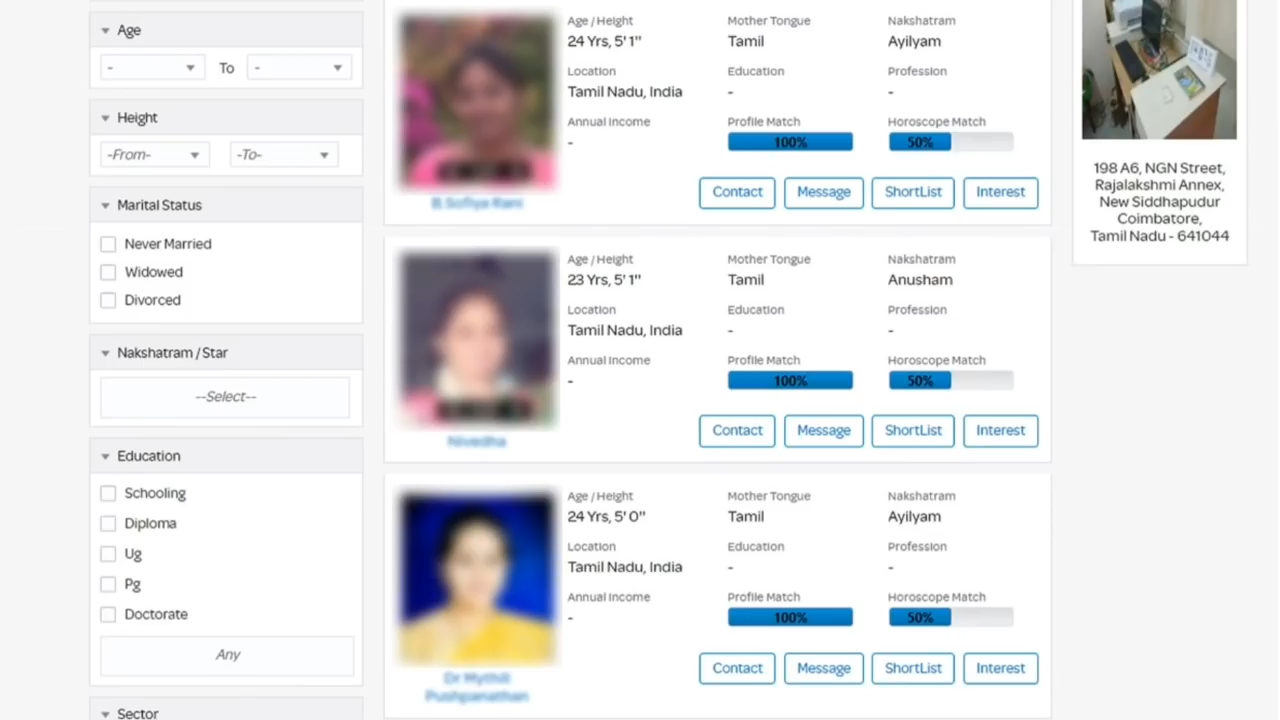 Age
- To -
Height
-From- -To-
Marital Status
Never Married
Widowed
Divorced
Nakshatram / Star
--Select--
Education
Schooling
Diploma
Ug
Pg
Doctorate
Any
Sector
Age / Height Mother Tongue Nakshatram
24 Yrs, 5' 1" Tamil Ayilyam
Location Education Profession
Tamil Nadu, India - -
Annual Income Profile Match Horoscope Match
- 100% 50%
Contact Message ShortList Interest
Age / Height Mother Tongue Nakshatram
23 Yrs, 5' 1" Tamil Anusham
Location Education Profession
Tamil Nadu, India - -
Annual Income Profile Match Horoscope Match
- 100% 50%
Contact Message ShortList Interest
Age / Height Mother Tongue Nakshatram
24 Yrs, 5' 0" Tamil Ayilyam
Location Education Profession
Tamil Nadu, India - -
Annual Income Profile Match Horoscope Match
- 100% 50%
Contact Message ShortList Interest
198 A6, NGN Street,
Rajalakshmi Annex,
New Siddhapudur
Coimbatore,
Tamil Nadu - 641044